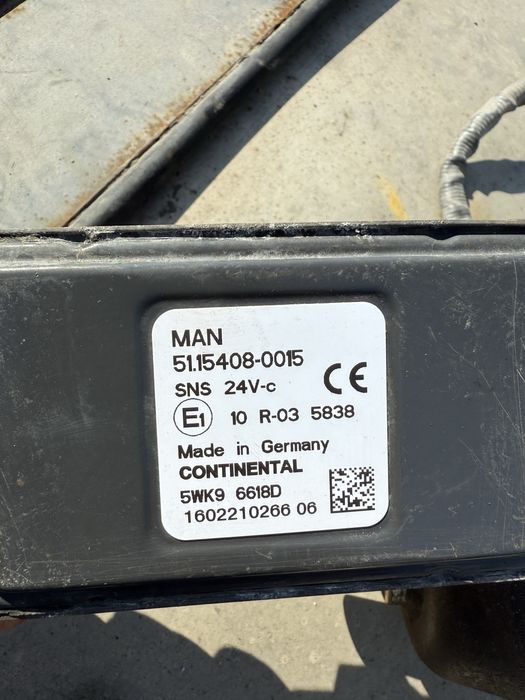 MAN
51.15408-0015
SNS 24V-c
CE
E1 10 R-03 5838
Made in Germany
CONTINENTAL
5WK9 6618D
1602210266 06